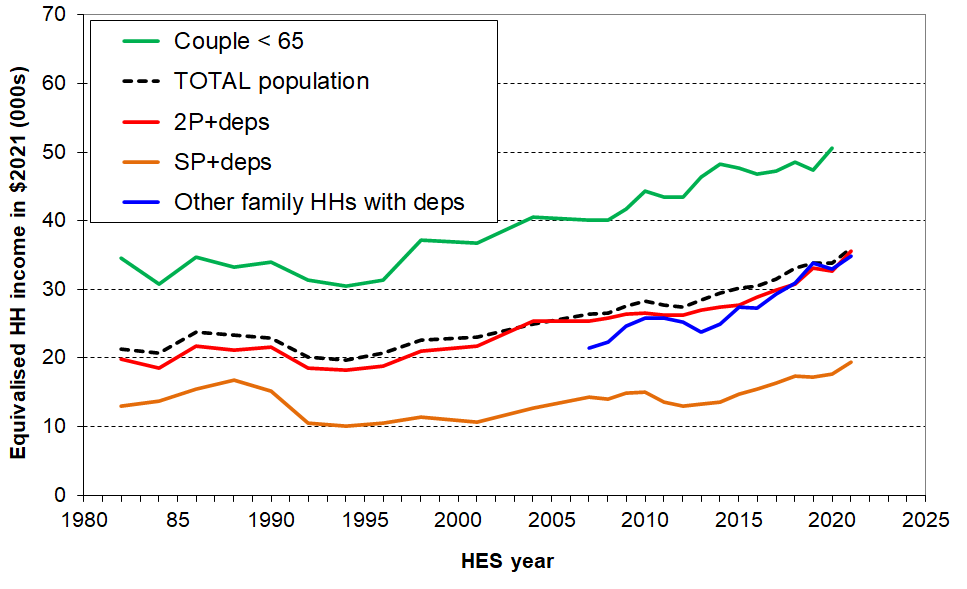 Equivalised HH income in $2021 (000s)
70
60
50
40
30
20
10
0
Couple < 65
TOTAL population
2P+deps
SP+deps
Other family HHs with deps
1980 85 1990 1995 2000 2005 2010 2015 2020 2025
HES year